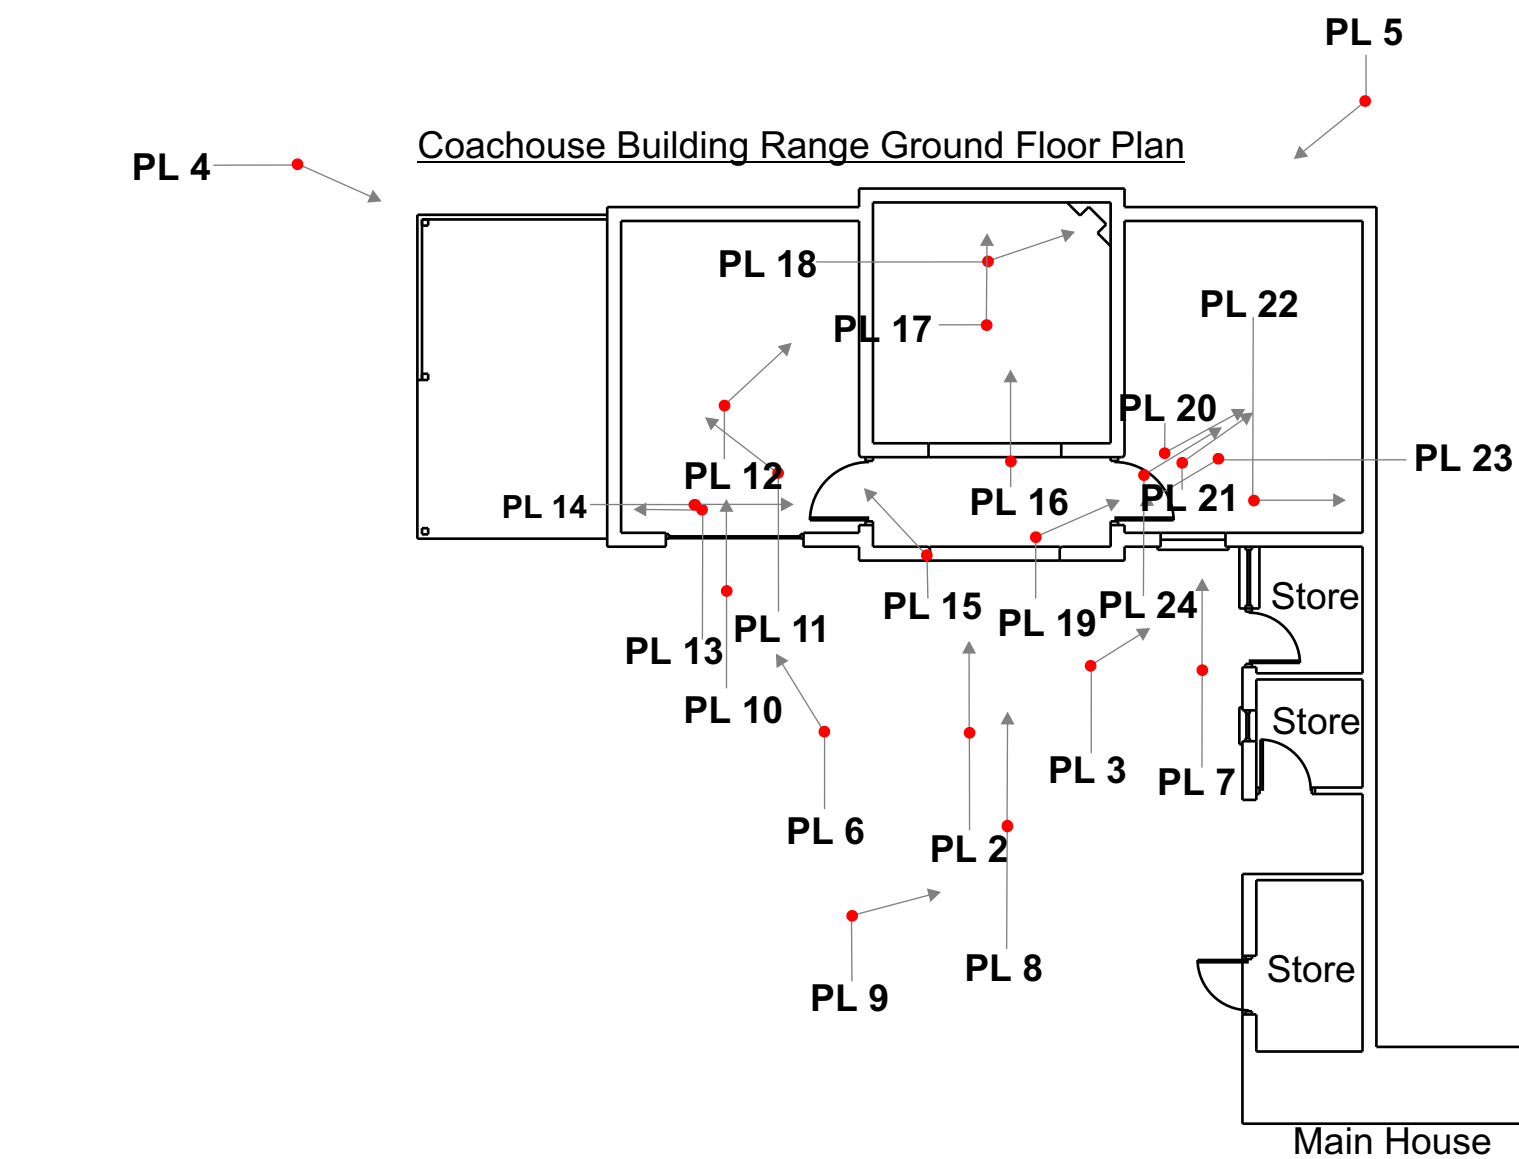 PL 5
Coachouse Building Range Ground Floor Plan
PL 4
PL 18
PL 22
PL 17
PL 20
PL 23
PL 12
PL 14
PL 16
PL 21
Store
PL 15
PL 24
PL 19
PL 11
PL 13
PL 10
Store
PL 3
PL 7
PL 6
PL 2
PL 8
Store
PL 9
Main House